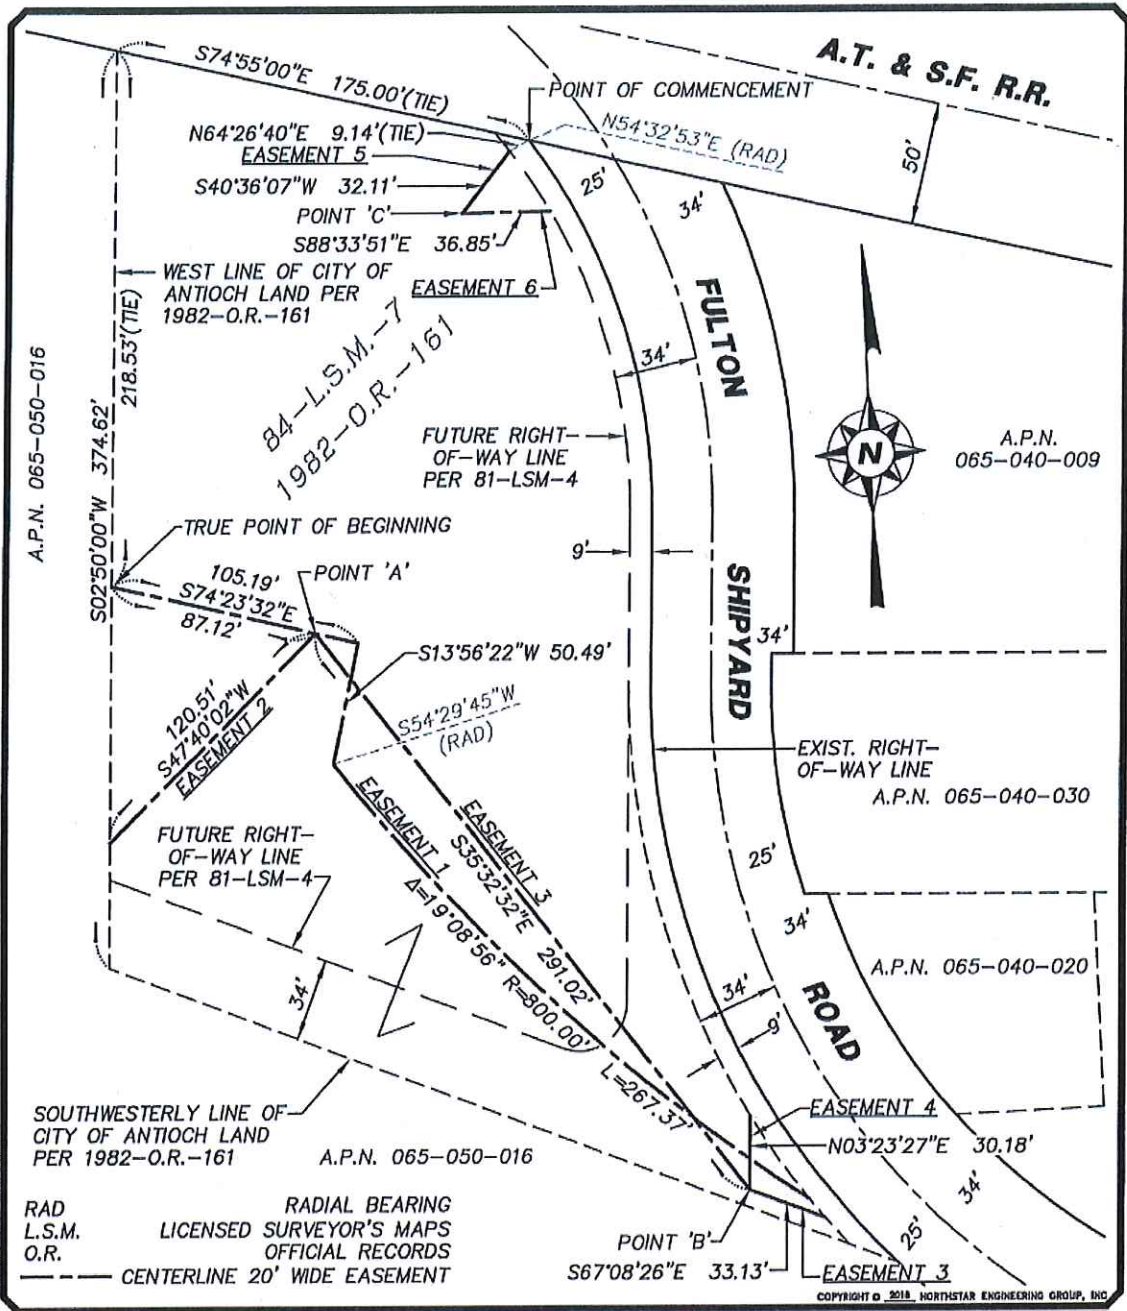 A.T. & S.F. R.R.
S74°55'00"E 175.00'(TIE)
POINT OF COMMENCEMENT
N64°26'40"E 9.14'(TIE)
N54°32'53"E (RAD)
EASEMENT 5
50'
25'
S40°36'07"W 32.11'
34'
POINT 'C'
S88°33'51"E 36.85'
WEST LINE OF CITY OF
ANTIOCH LAND PER
1982-O.R.-161
EASEMENT 6
218.53'(TIE)
FULTON
84-L.S.M.-7
1982-O.R.-161
34'
A.P.N. 065-050-016
S02°50'00"W 374.62'
FUTURE RIGHT-
OF-WAY LINE
PER 81-LSM-4
N
A.P.N.
065-040-009
TRUE POINT OF BEGINNING
9'
105.19'
S74°23'32"E
87.12'
POINT 'A'
SHIPYARD
34'
S13°56'22"W 50.49'
S54°29'45"W
(RAD)
120.51'
S47°40'02"W
EASEMENT 2
EXIST. RIGHT-
OF-WAY LINE
A.P.N. 065-040-030
EASEMENT 1
EASEMENT 3
S35°32'32"E 291.02'
Δ=19°08'56" R=800.00' L=267.37'
FUTURE RIGHT-
OF-WAY LINE
PER 81-LSM-4
25'
34'
A.P.N. 065-040-020
34'
34'
ROAD
9'
SOUTHWESTERLY LINE OF
CITY OF ANTIOCH LAND
PER 1982-O.R.-161
A.P.N. 065-050-016
EASEMENT 4
N03°23'27"E 30.18'
34'
25'
POINT 'B'
S67°08'26"E 33.13'
EASEMENT 3
RAD RADIAL BEARING
L.S.M. LICENSED SURVEYOR'S MAPS
O.R. OFFICIAL RECORDS
CENTERLINE 20' WIDE EASEMENT
COPYRIGHT © 2018 NORTHSTAR ENGINEERING GROUP, INC